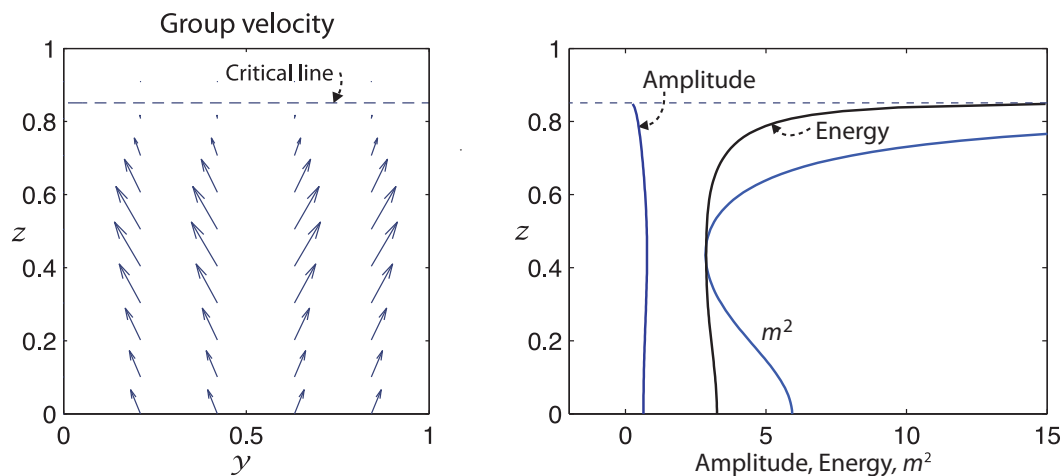 Group velocity
1
Critical line
0.8
0.6
z
0.4
0.2
0
0
0.5
1
y
1
Amplitude
0.8
Energy
0.6
z
0.4
m²
0.2
0
0
5
10
15
Amplitude, Energy, m²